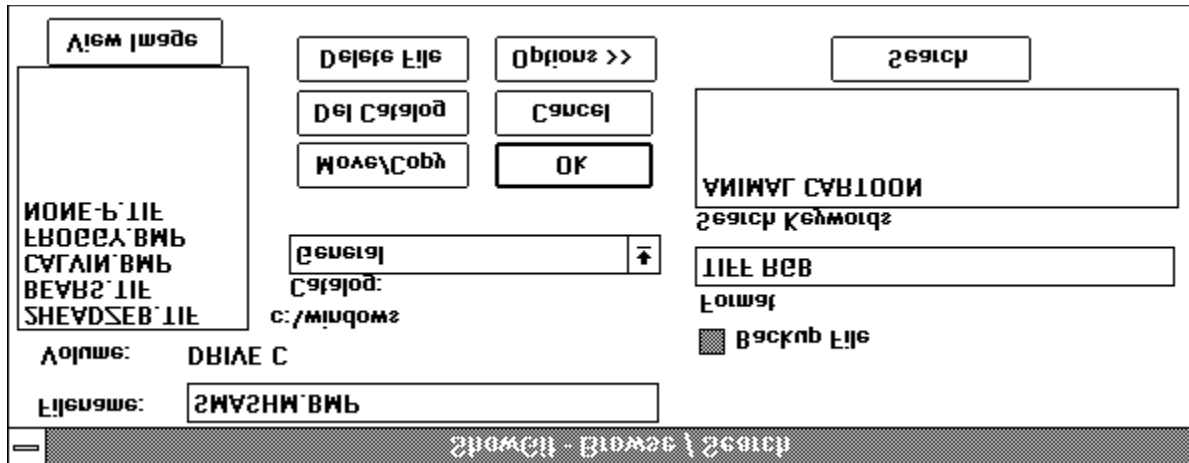 ShowGif - Browse / Search
Filename: SMASHM.BMP
Volume: DRIVE C
Backup File
c:\windows
2HEADZEB.TIF
BEARS.TIF
CALVIN.BMP
FROGGY.BMP
NONE-P.TIF
Catalog:
General
Format
TIFF RGB
Search Keywords
ANIMAL CARTOON
Move/Copy
Ok
Del Catalog
Cancel
Delete File
Options >>
Search
View Image